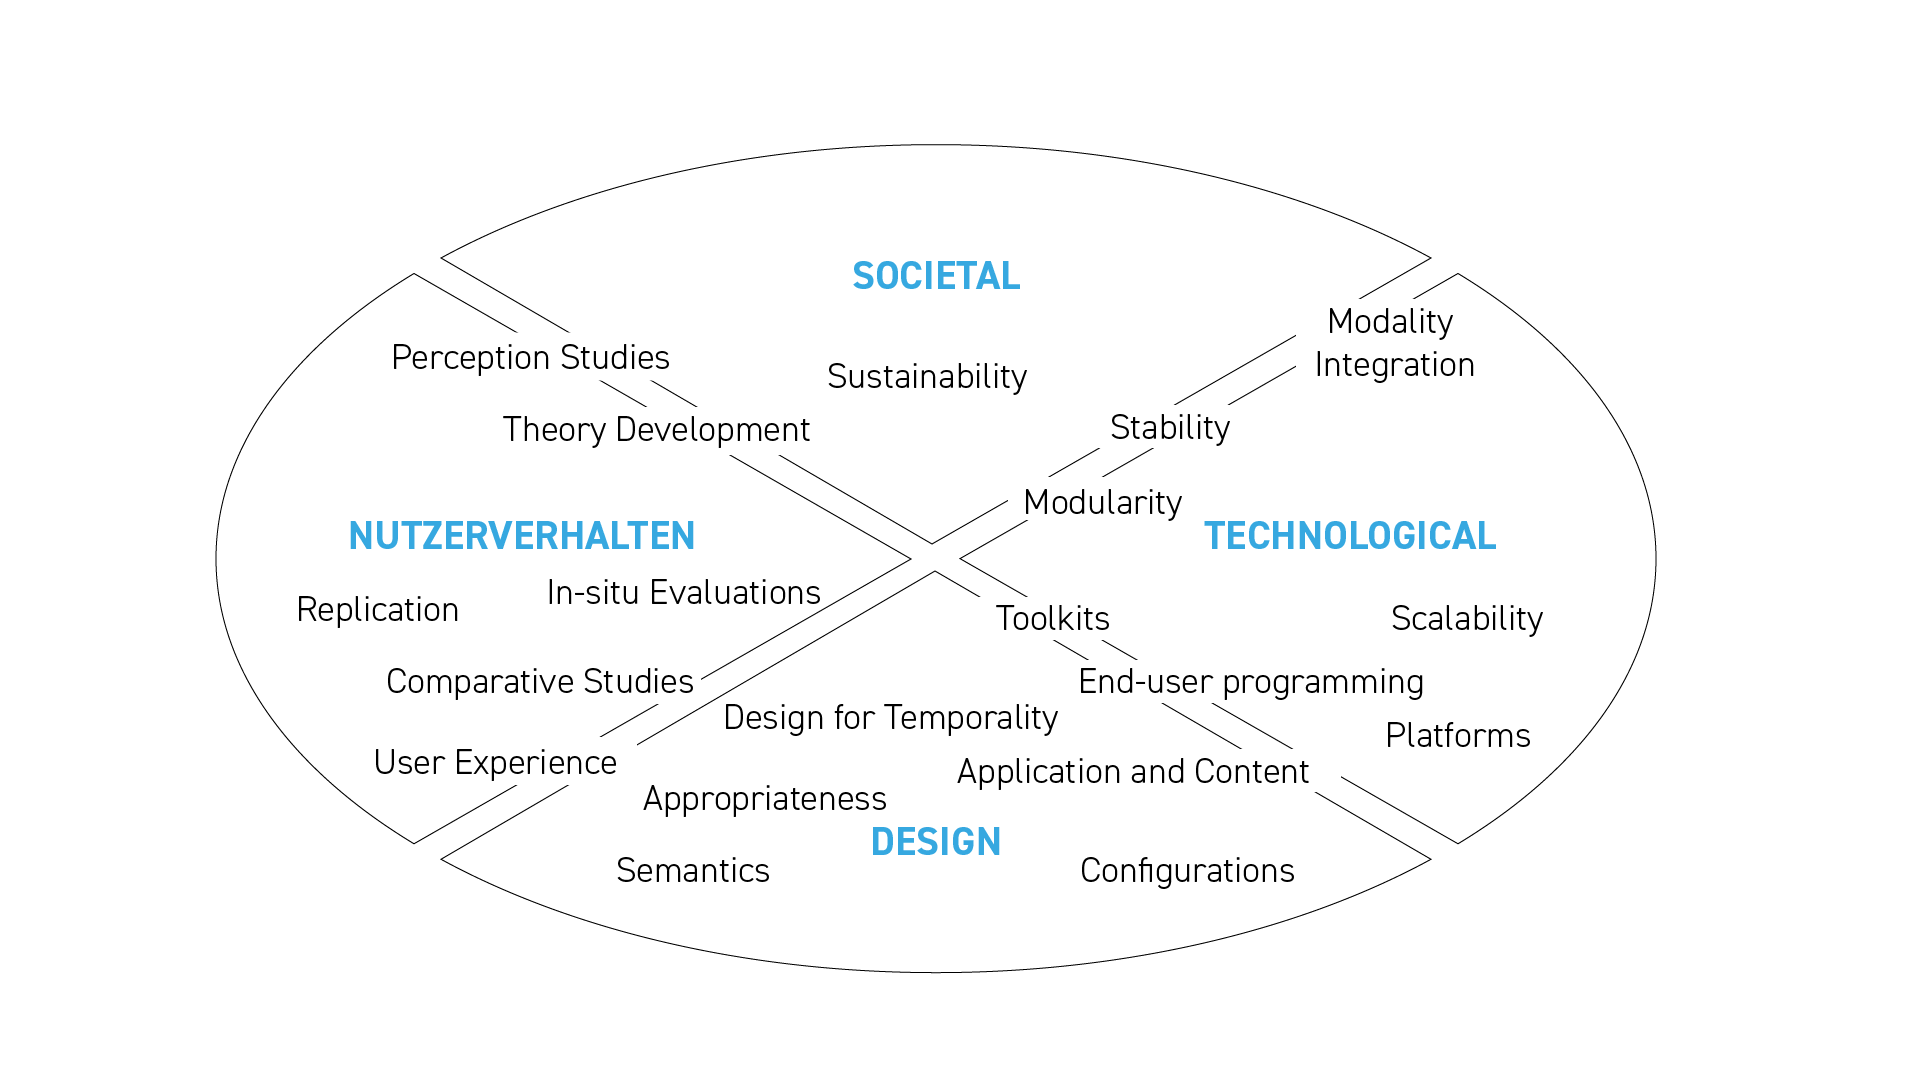 SOCIETAL
Modality
Integration
Perception Studies
Sustainability
Theory Development
Stability
Modularity
NUTZERVERHALTEN
TECHNOLOGICAL
In-situ Evaluations
Replication
Toolkits
Scalability
Comparative Studies
End-user programming
Design for Temporality
Platforms
User Experience
Application and Content
Appropriateness
DESIGN
Semantics
Configurations